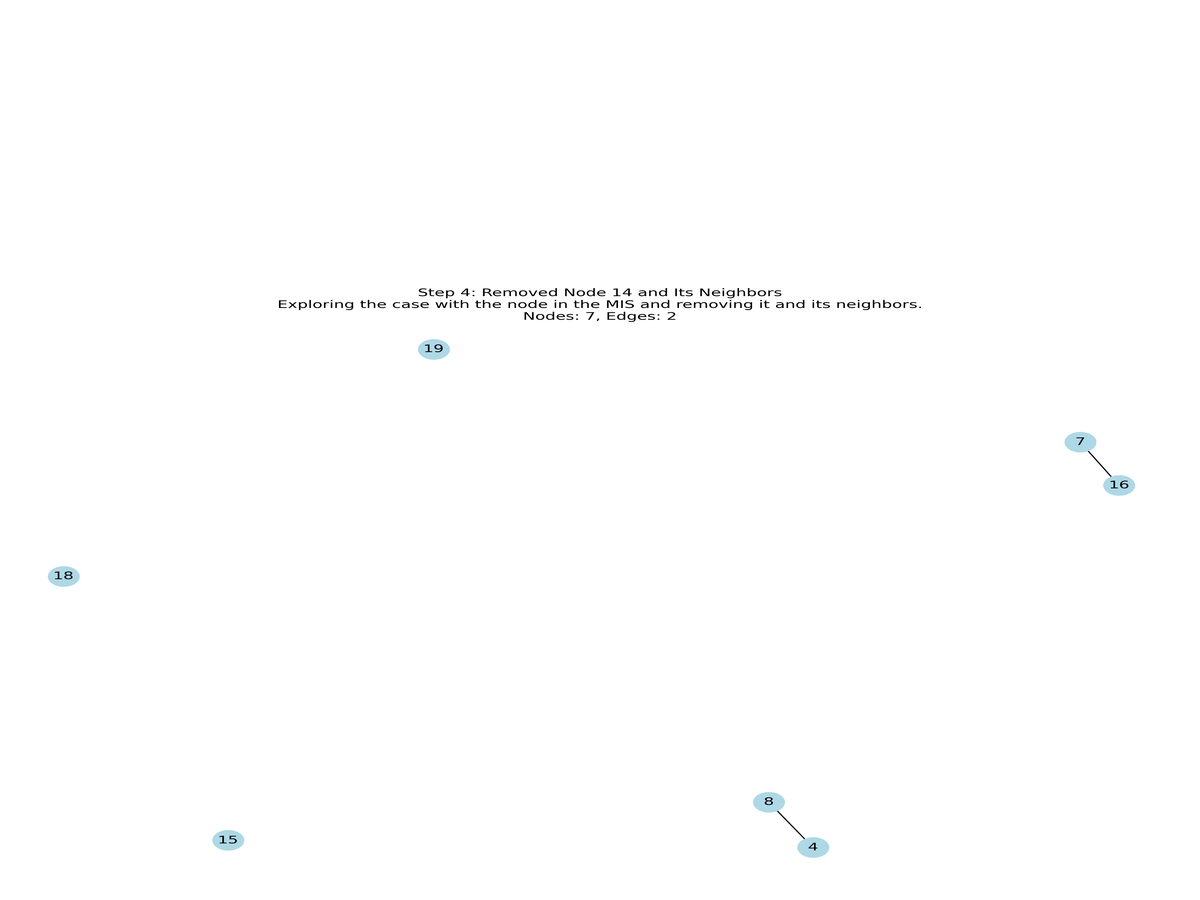 Step 4: Removed Node 14 and Its Neighbors
Exploring the case with the node in the MIS and removing it and its neighbors.
Nodes: 7, Edges: 2
19
7
16
18
8
15
4